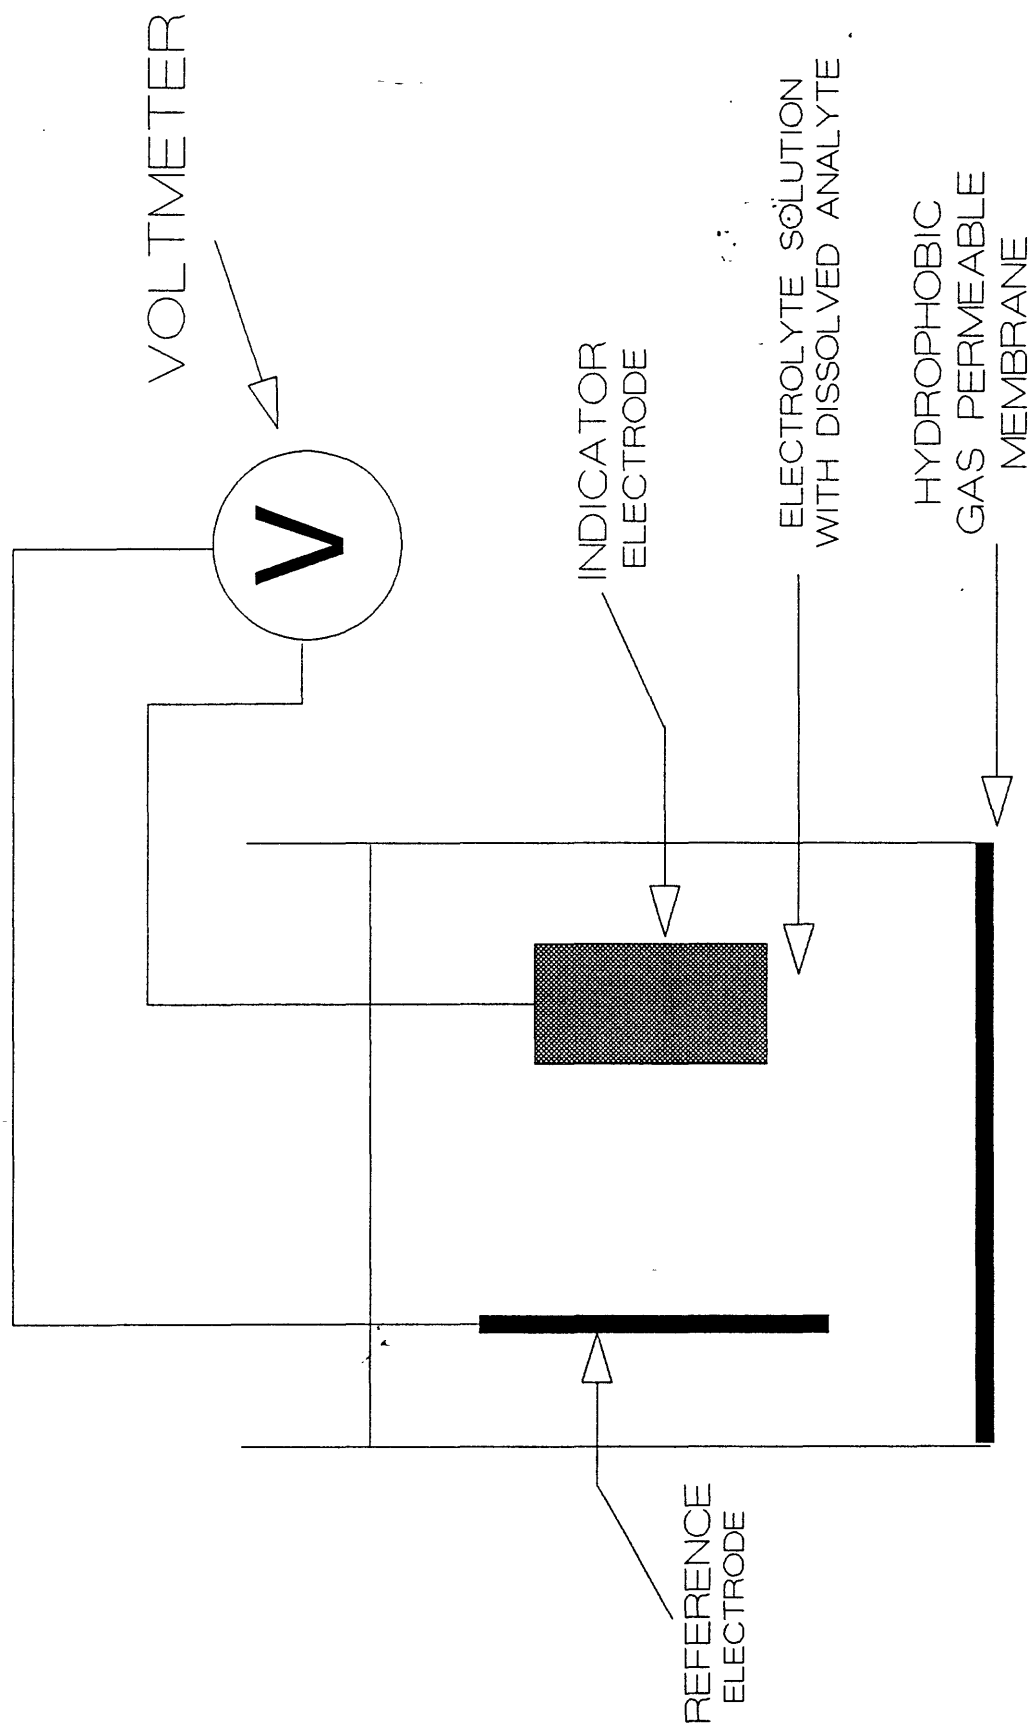 VOLTMETER
V
INDICATOR
ELECTRODE
ELECTROLYTE SOLUTION
WITH DISSOLVED ANALYTE
HYDROPHOBIC
GAS PERMEABLE
MEMBRANE
REFERENCE
ELECTRODE